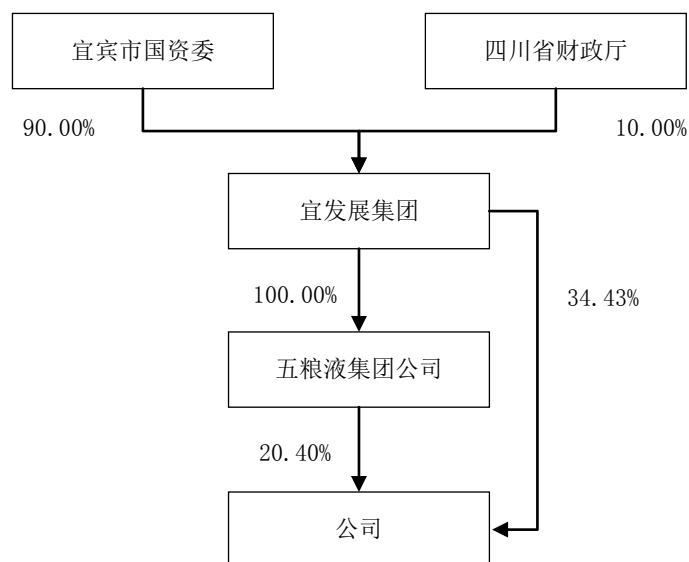 宜宾市国资委
四川省财政厅
90.00%
10.00%
宜发展集团
100.00%
34.43%
五粮液集团公司
20.40%
公司